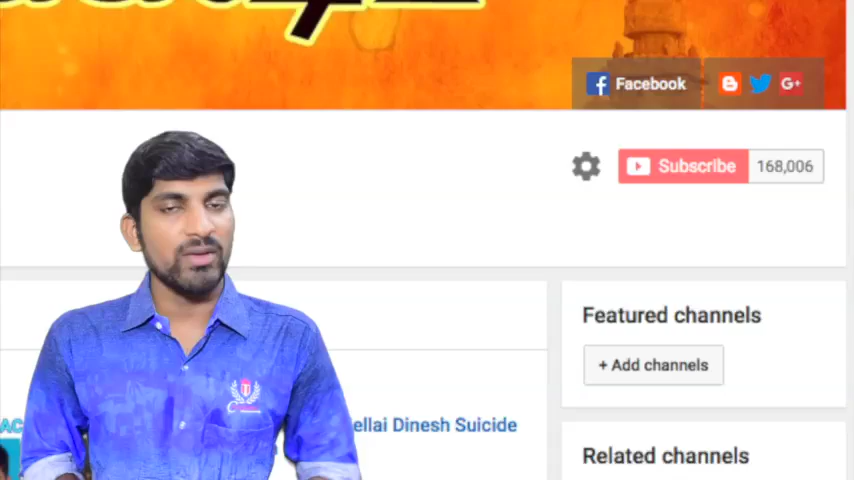 Facebook
G+
Subscribe 168,006
Featured channels
+ Add channels
ellai Dinesh Suicide
Related channels